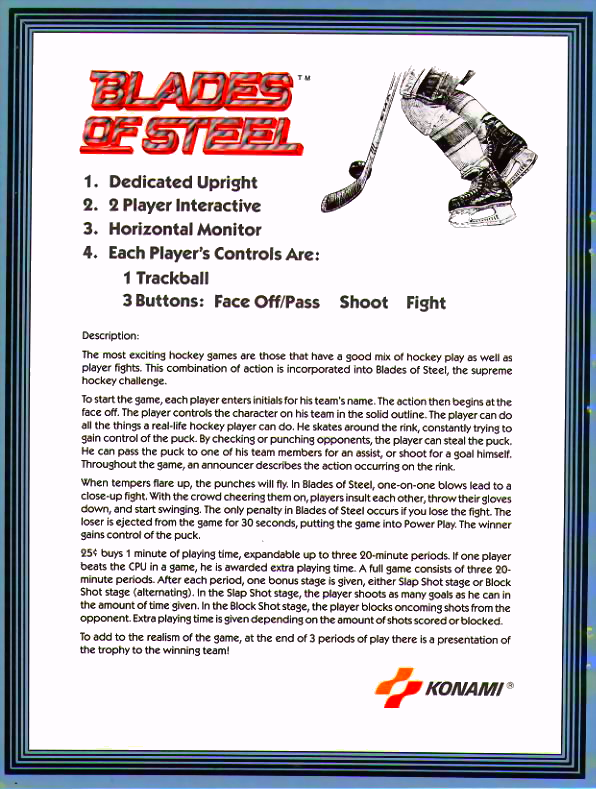 BLADES ™
OF STEEL
1. Dedicated Upright
2. 2 Player Interactive
3. Horizontal Monitor
4. Each Player's Controls Are:
1 Trackball
3 Buttons: Face Off/Pass Shoot Fight
Description:
The most exciting hockey games are those that have a good mix of hockey play as well as
player fights. This combination of action is incorporated into Blades of Steel, the supreme
hockey challenge.
To start the game, each player enters initials for his team's name. The action then begins at the
face off. The player controls the character on his team in the solid outline. The player can do
all the things a real-life hockey player can do. He skates around the rink, constantly trying to
gain control of the puck. By checking or punching opponents, the player can steal the puck.
He can pass the puck to one of his team members for an assist, or shoot for a goal himself.
Throughout the game, an announcer describes the action occurring on the rink.
When tempers flare up, the punches will fly. In Blades of Steel, one-on-one blows lead to a
close-up fight. With the crowd cheering them on, players insult each other, throw their gloves
down, and start swinging. The only penalty in Blades of Steel occurs if you lose the fight. The
loser is ejected from the game for 30 seconds, putting the game into Power Play. The winner
gains control of the puck.
25¢ buys 1 minute of playing time, expandable up to three 20-minute periods. If one player
beats the CPU in a game, he is awarded extra playing time. A full game consists of three 20-
minute periods. After each period, one bonus stage is given, either Slap Shot stage or Block
Shot stage (alternating). In the Slap Shot stage, the player shoots as many goals as he can in
the amount of time given. In the Block Shot stage, the player blocks oncoming shots from the
opponent. Extra playing time is given depending on the amount of shots scored or blocked.
To add to the realism of the game, at the end of 3 periods of play there is a presentation of
the trophy to the winning team!
KONAMI®